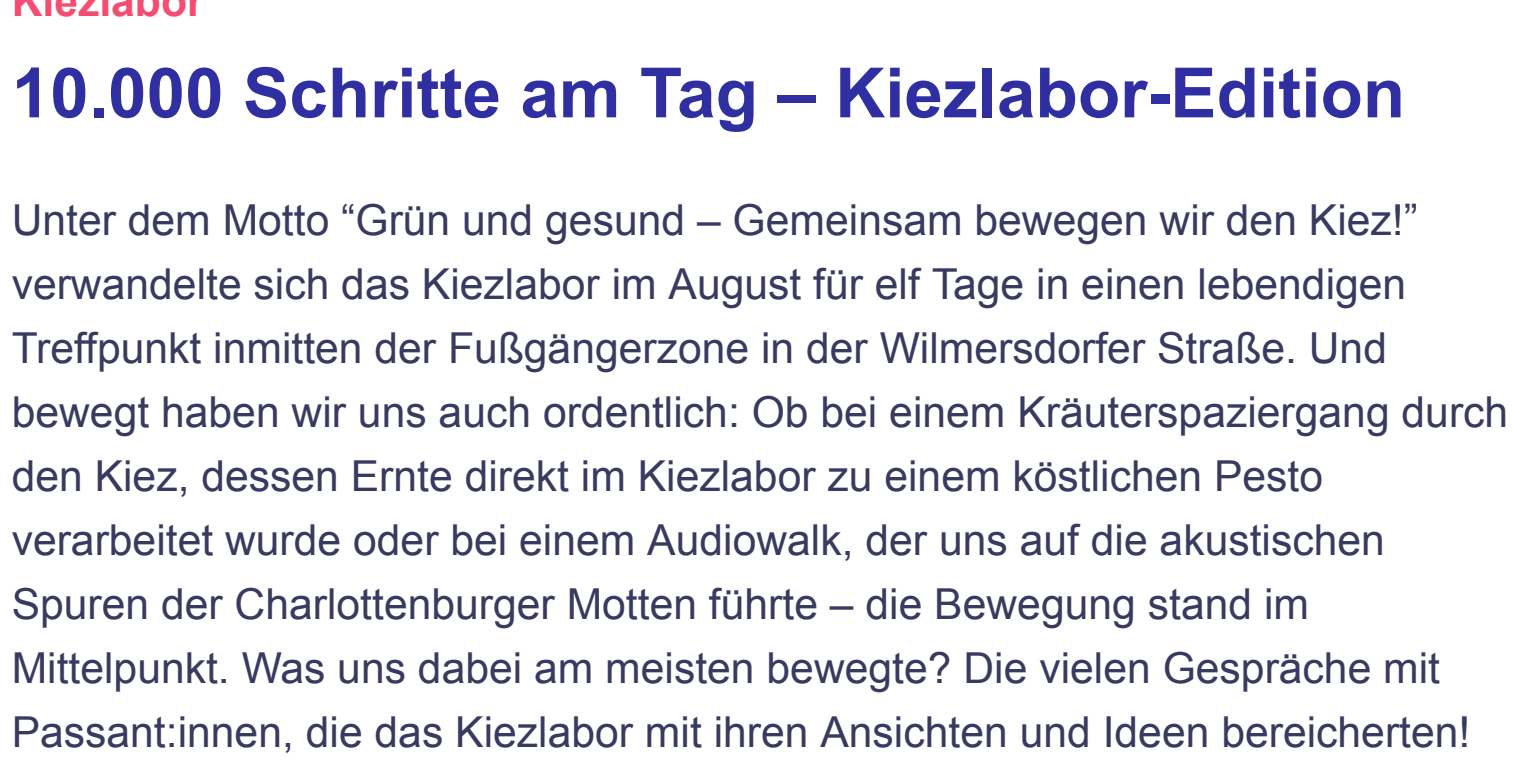 Kiezlabor
10.000 Schritte am Tag – Kiezlabor-Edition
Unter dem Motto “Grün und gesund – Gemeinsam bewegen wir den Kiez!”
verwandelte sich das Kiezlabor im August für elf Tage in einen lebendigen
Treffpunkt inmitten der Fußgängerzone in der Wilmersdorfer Straße. Und
bewegt haben wir uns auch ordentlich: Ob bei einem Kräuterspaziergang durch
den Kiez, dessen Ernte direkt im Kiezlabor zu einem köstlichen Pesto
verarbeitet wurde oder bei einem Audiowalk, der uns auf die akustischen
Spuren der Charlottenburger Motten führte – die Bewegung stand im
Mittelpunkt. Was uns dabei am meisten bewegte? Die vielen Gespräche mit
Passant:innen, die das Kiezlabor mit ihren Ansichten und Ideen bereicherten!